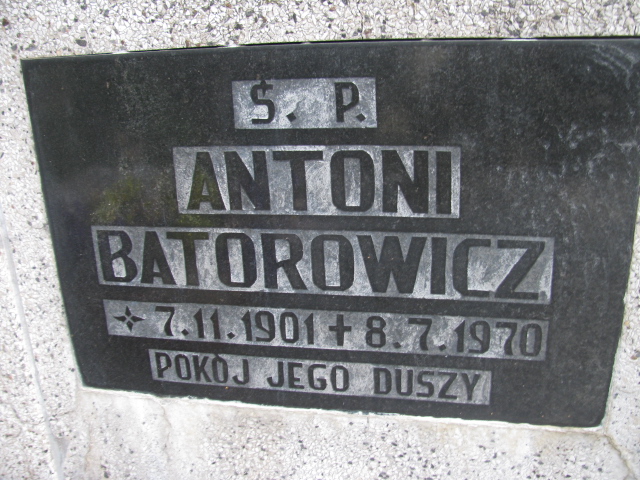 Ś. P.
ANTONI
BATOROWICZ
7.11.1901 + 8.7.1970
POKÓJ JEGO DUSZY